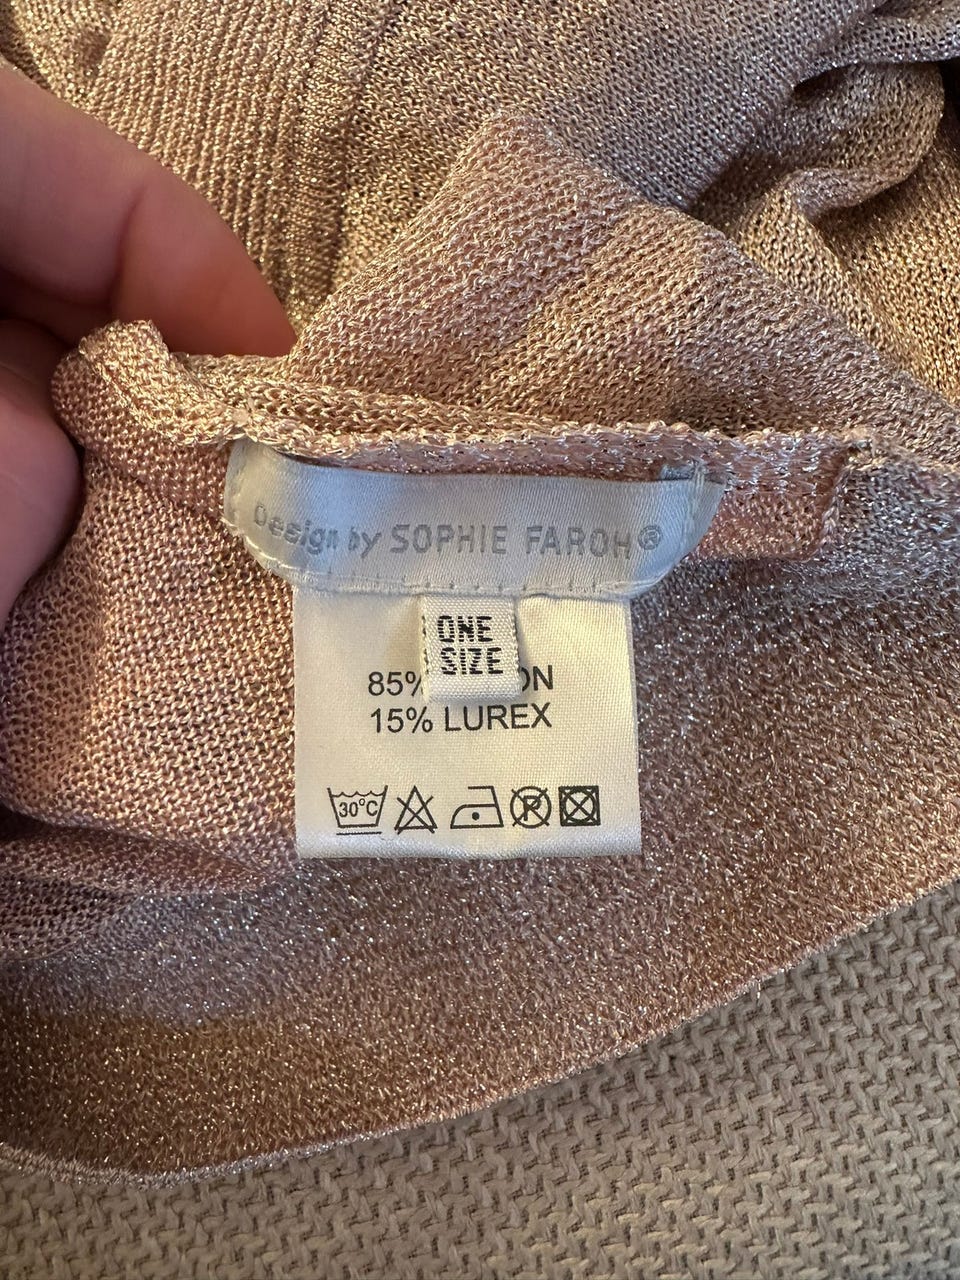 Design by SOPHIE FAROH®
ONE
SIZE
85%
15% LUREX
30°C
P